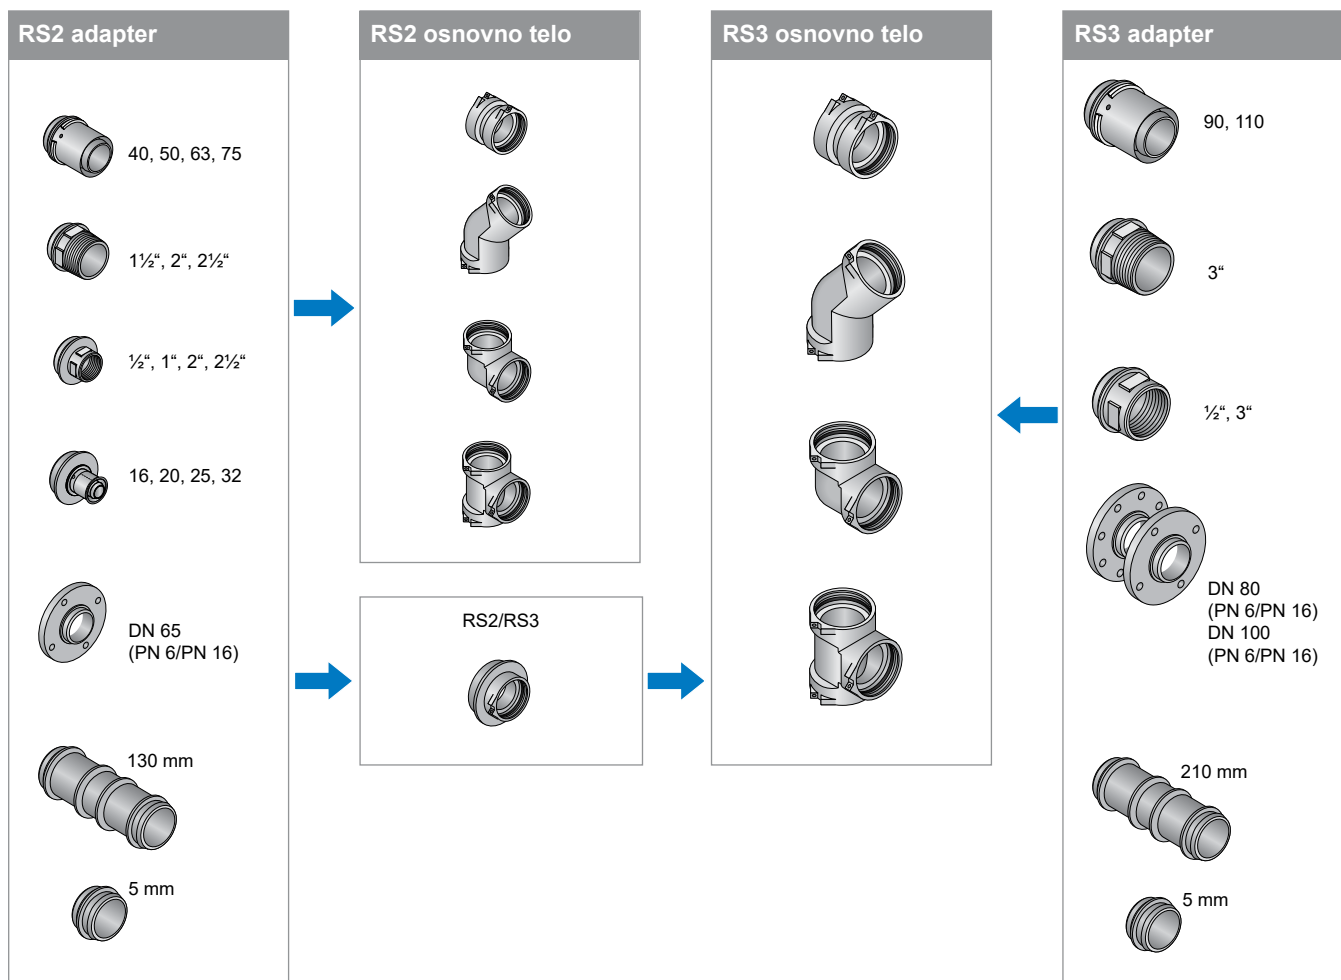 RS2 adapter
40, 50, 63, 75
1½“, 2“, 2½“
½“, 1“, 2“, 2½“
16, 20, 25, 32
DN 65
(PN 6/PN 16)
130 mm
5 mm
RS2 osnovno telo
RS2/RS3
RS3 osnovno telo
RS3 adapter
90, 110
3“
½“, 3“
DN 80
(PN 6/PN 16)
DN 100
(PN 6/PN 16)
210 mm
5 mm